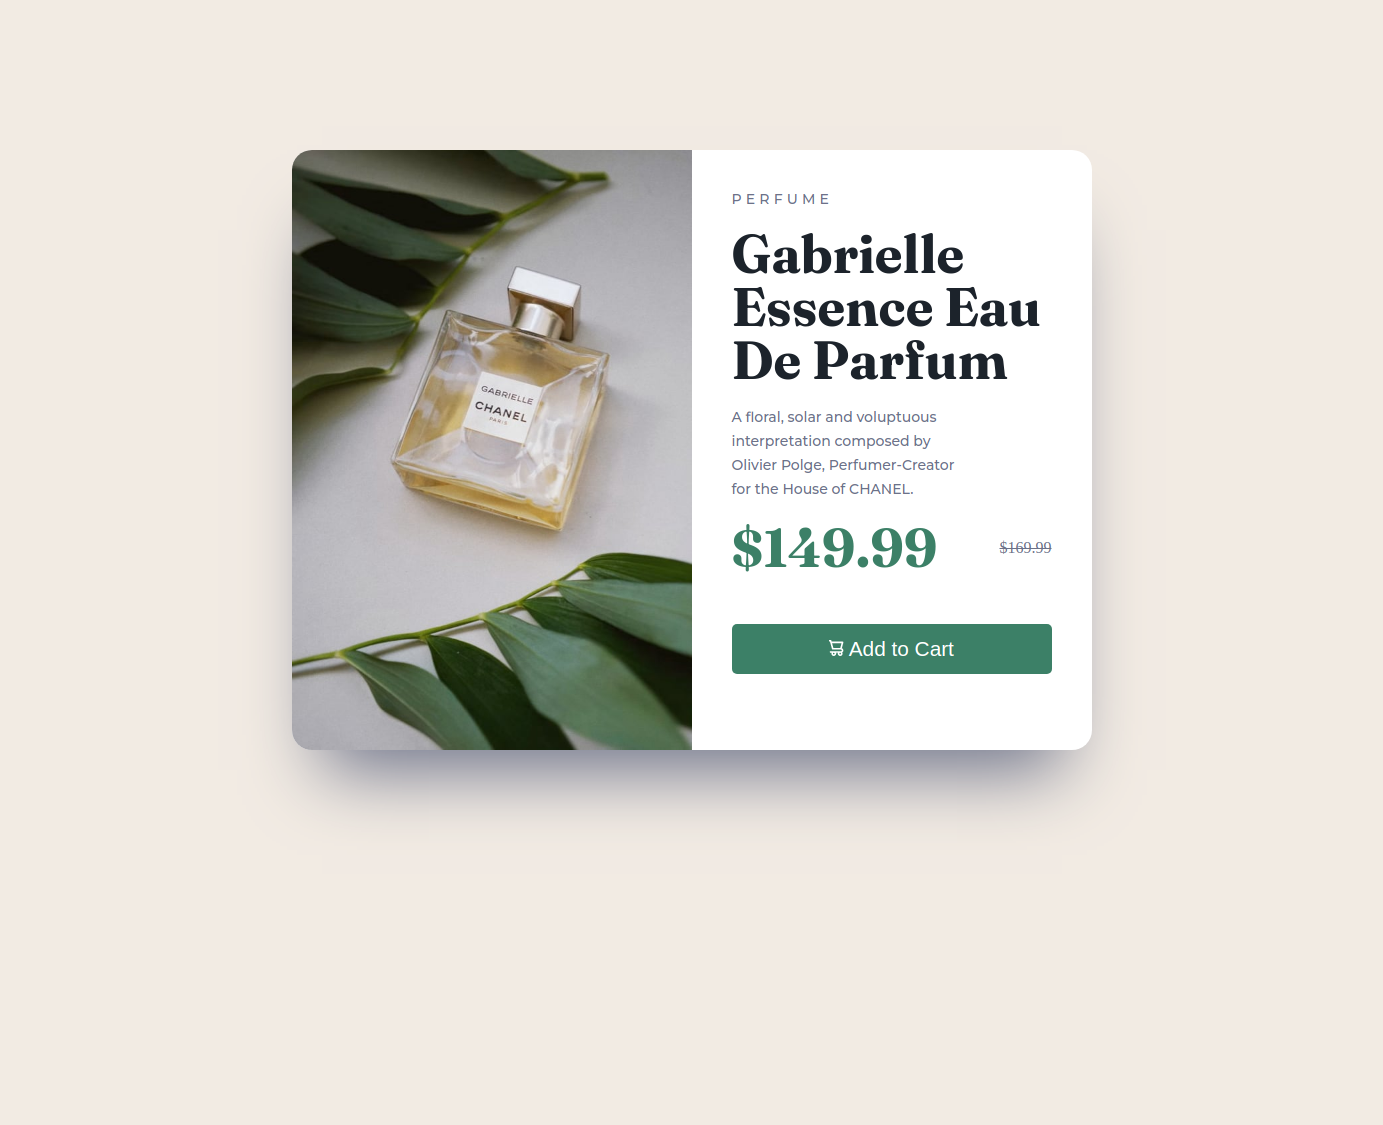 GABRIELLE
CHANEL
PARIS
PERFUME
Gabrielle
Essence Eau
De Parfum
A floral, solar and voluptuous
interpretation composed by
Olivier Polge, Perfumer-Creator
for the House of CHANEL.
$149.99 $169.99
Add to Cart